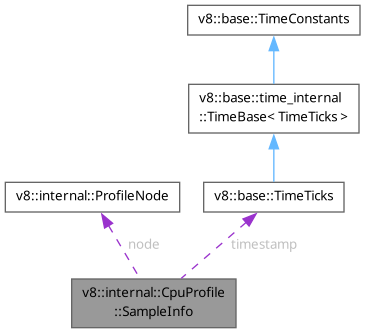 v8::base::TimeConstants
v8::base::time_internal
::TimeBase< TimeTicks >
v8::internal::ProfileNode
v8::base::TimeTicks
node
timestamp
v8::internal::CpuProfile
::SampleInfo